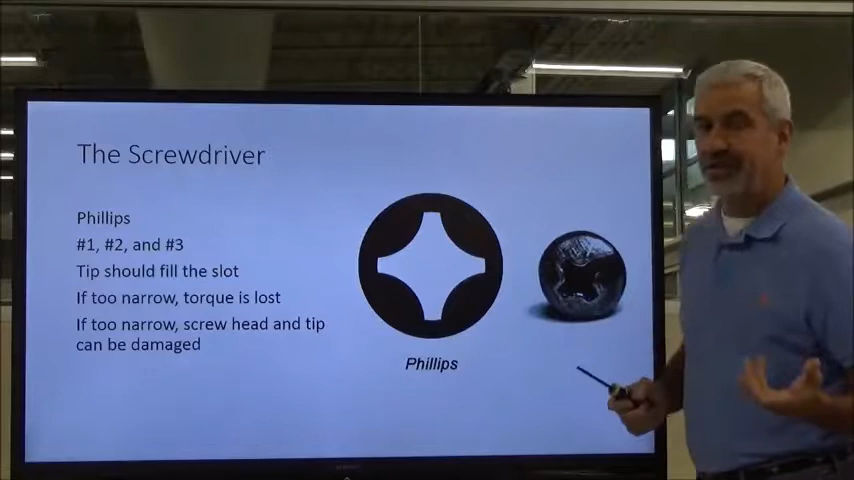 The Screwdriver
Phillips
#1, #2, and #3
Tip should fill the slot
If too narrow, torque is lost
If too narrow, screw head and tip
can be damaged
Phillips